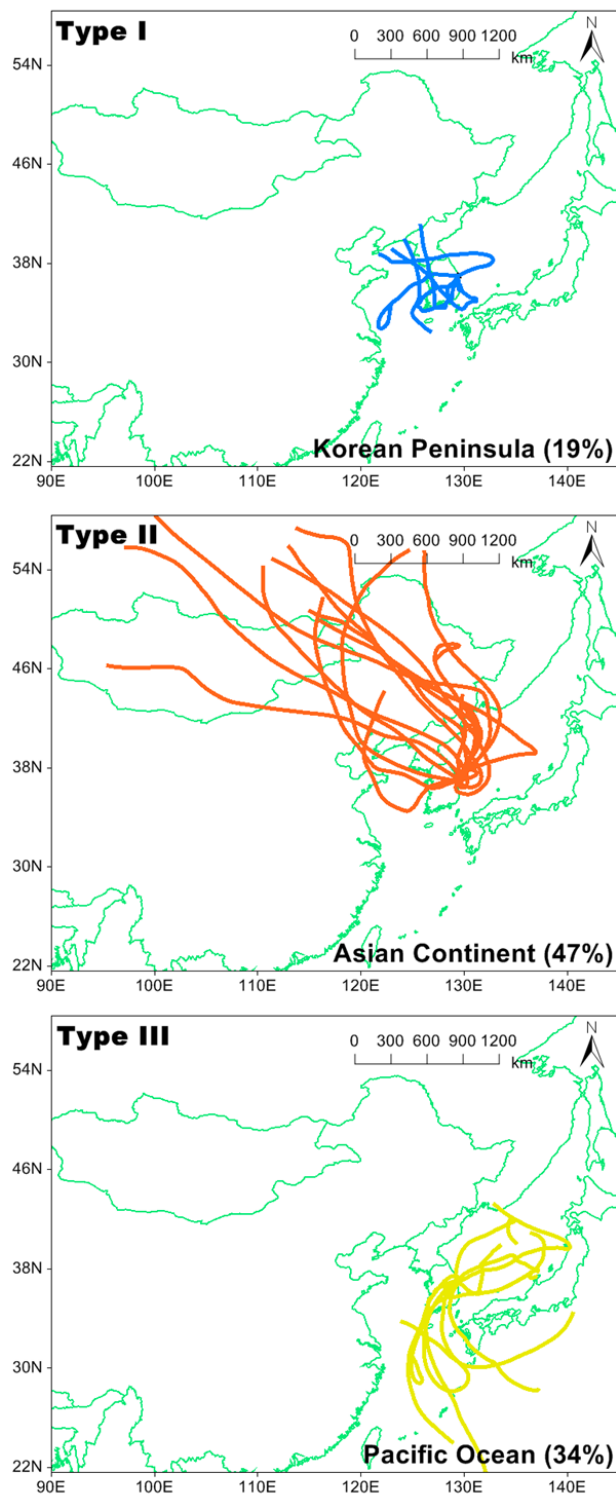 Type I
0 300 600 900 1200
km
N
54N
46N
38N
30N
22N
Korean Peninsula (19%)
90E 100E 110E 120E 130E 140E
Type II
0 300 600 900 1200
km
N
54N
46N
38N
30N
22N
Asian Continent (47%)
90E 100E 110E 120E 130E 140E
Type III
0 300 600 900 1200
km
N
54N
46N
38N
30N
22N
Pacific Ocean (34%)
90E 100E 110E 120E 130E 140E